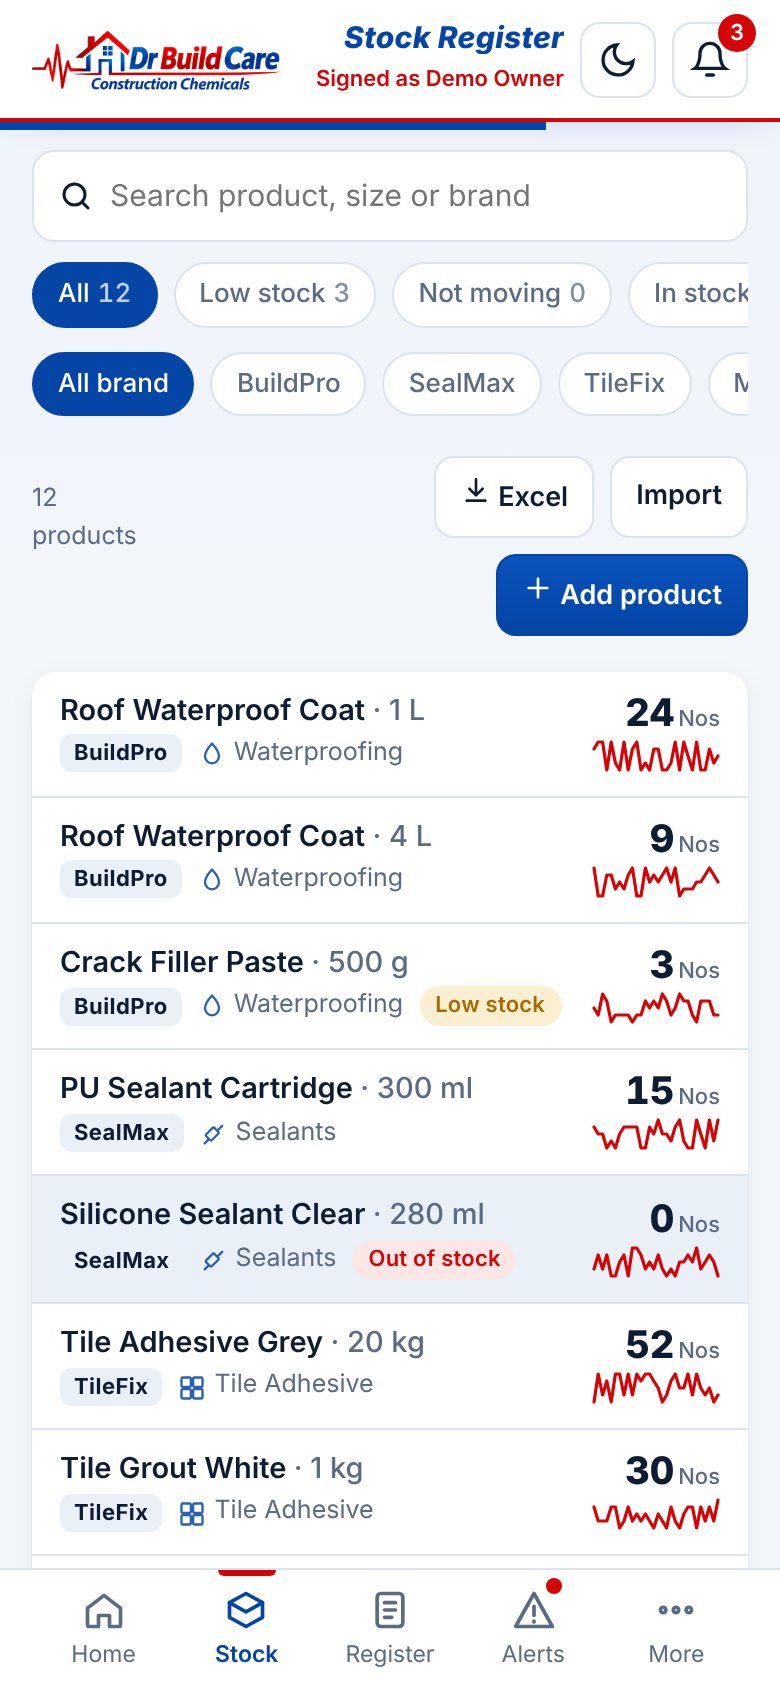 Dr Build Care
Construction Chemicals
Stock Register
Signed as Demo Owner
3
Search product, size or brand
All 12
Low stock 3
Not moving 0
In stock
All brand
BuildPro
SealMax
TileFix
12
products
Excel
Import
Add product
Roof Waterproof Coat · 1 L
24 Nos
BuildPro Waterproofing
Roof Waterproof Coat · 4 L
9 Nos
BuildPro Waterproofing
Crack Filler Paste · 500 g
3 Nos
BuildPro Waterproofing Low stock
PU Sealant Cartridge · 300 ml
15 Nos
SealMax Sealants
Silicone Sealant Clear · 280 ml
0 Nos
SealMax Sealants Out of stock
Tile Adhesive Grey · 20 kg
52 Nos
TileFix Tile Adhesive
Tile Grout White · 1 kg
30 Nos
TileFix Tile Adhesive
Home
Stock
Register
Alerts
More